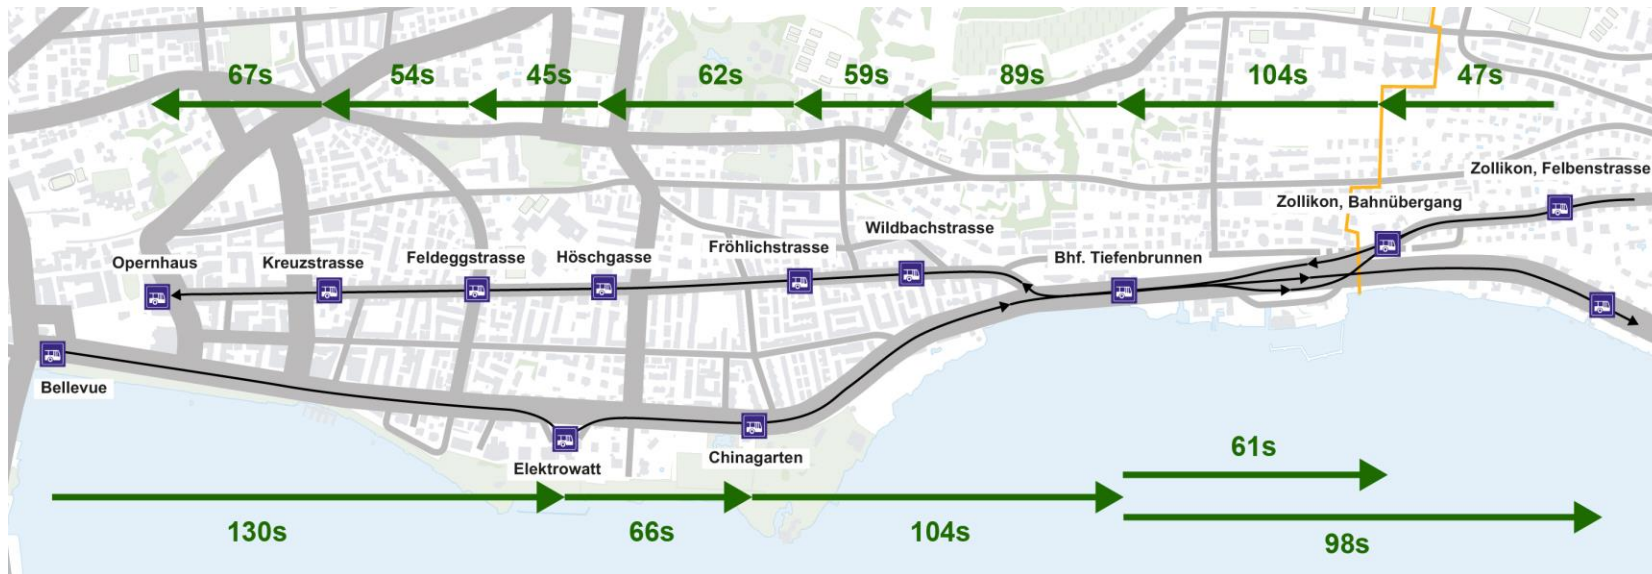 67s 54s 45s 62s 59s 89s 104s 47s
Zollikon, Felbenstrasse
Zollikon, Bahnübergang
Wildbachstrasse
Fröhlichstrasse
Höschgasse
Feldeggstrasse
Kreuzstrasse
Opernhaus
Bhf. Tiefenbrunnen
Bellevue
Elektrowatt
Chinagarten
61s
130s 66s 104s 98s